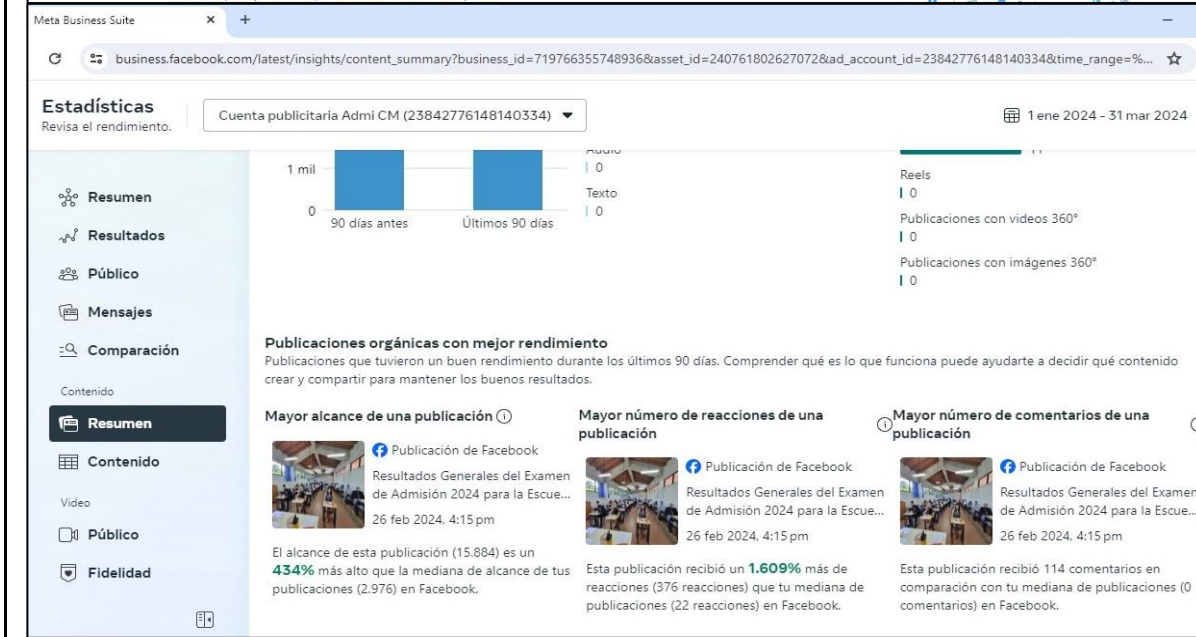 Meta Business Suite
business.facebook.com/latest/insights/content_summary?business_id=719766355748936&asset_id=240761802627072&ad_account_id=23842776148140334&time_range=%...
Estadísticas
Revisa el rendimiento.
Cuenta publicitaria Admi CM (23842776148140334)
1 ene 2024 - 31 mar 2024
Resumen
Resultados
Público
Mensajes
Comparación
Contenido
Resumen
Contenido
Video
Público
Fidelidad
1 mil
0
90 días antes
Últimos 90 días
Audio
0
Texto
0
Reels
0
Publicaciones con videos 360°
0
Publicaciones con imágenes 360°
0
Publicaciones orgánicas con mejor rendimiento
Publicaciones que tuvieron un buen rendimiento durante los últimos 90 días. Comprender qué es lo que funciona puede ayudarte a decidir qué contenido
crear y compartir para mantener los buenos resultados.
Mayor alcance de una publicación
Publicación de Facebook
Resultados Generales del Examen
de Admisión 2024 para la Escue...
26 feb 2024, 4:15 pm
El alcance de esta publicación (15.884) es un
434% más alto que la mediana de alcance de tus
publicaciones (2.976) en Facebook.
Mayor número de reacciones de una
publicación
Publicación de Facebook
Resultados Generales del Examen
de Admisión 2024 para la Escue...
26 feb 2024, 4:15 pm
Esta publicación recibió un 1.609% más de
reacciones (376 reacciones) que tu mediana de
publicaciones (22 reacciones) en Facebook.
Mayor número de comentarios de una
publicación
Publicación de Facebook
Resultados Generales del Examen
de Admisión 2024 para la Escue...
26 feb 2024, 4:15 pm
Esta publicación recibió 114 comentarios en
comparación con tu mediana de publicaciones (0
comentarios) en Facebook.